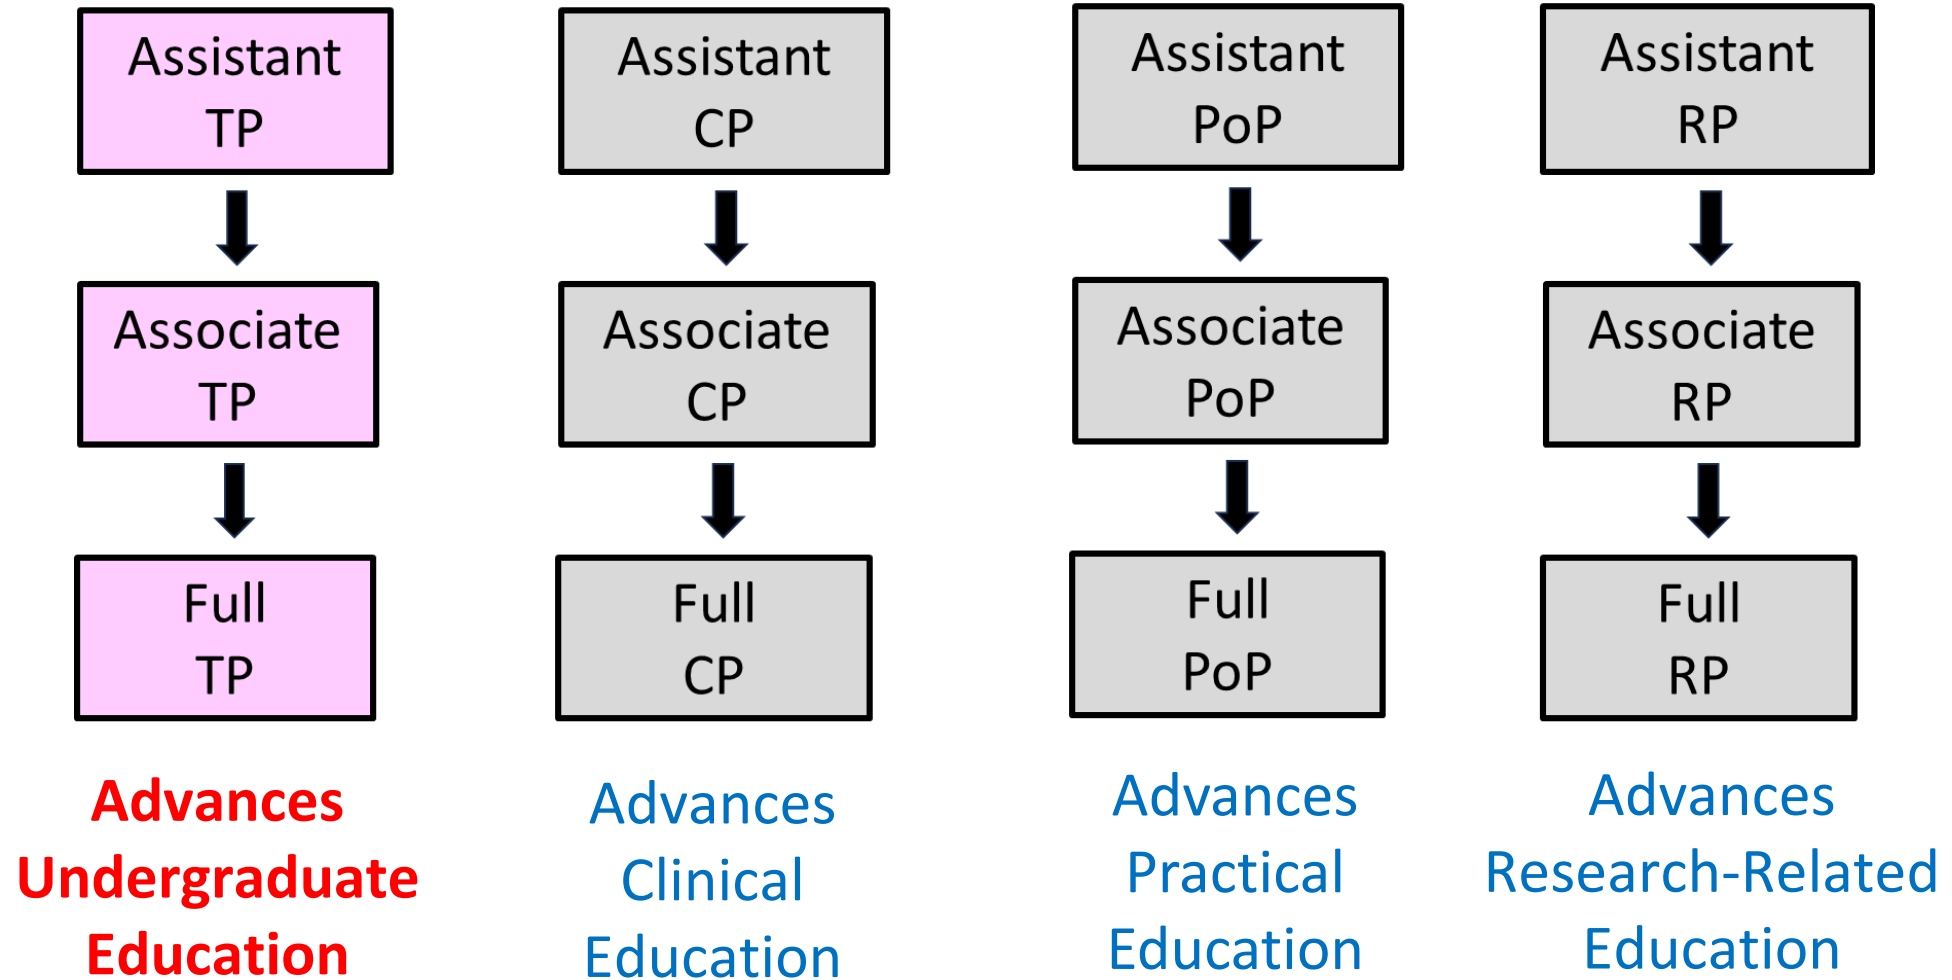 Assistant
TP
Associate
TP
Full
TP
Advances
Undergraduate
Education
Assistant
CP
Associate
CP
Full
CP
Advances
Clinical
Education
Assistant
PoP
Associate
PoP
Full
PoP
Advances
Practical
Education
Assistant
RP
Associate
RP
Full
RP
Advances
Research-Related
Education